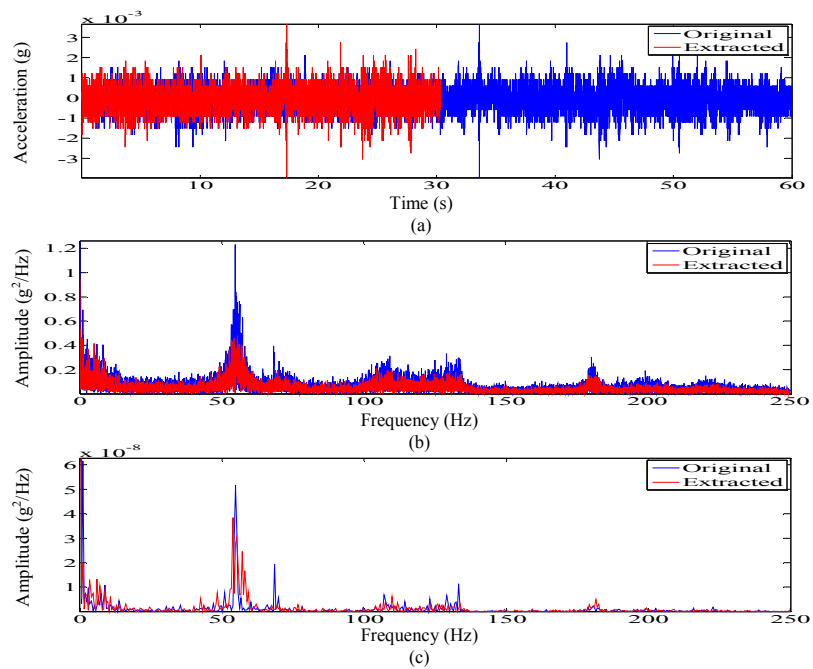 x 10⁻³
Acceleration (g)
3
2
1
0
-1
-2
-3
Original
Extracted
10 20 30 40 50 60
Time (s)
(a)
Amplitude (g²/Hz)
1.2
1
0.8
0.6
0.4
0.2
Original
Extracted
0 50 100 150 200 250
Frequency (Hz)
(b)
x 10⁻⁸
Amplitude (g²/Hz)
6
5
4
3
2
1
Original
Extracted
0 50 100 150 200 250
Frequency (Hz)
(c)